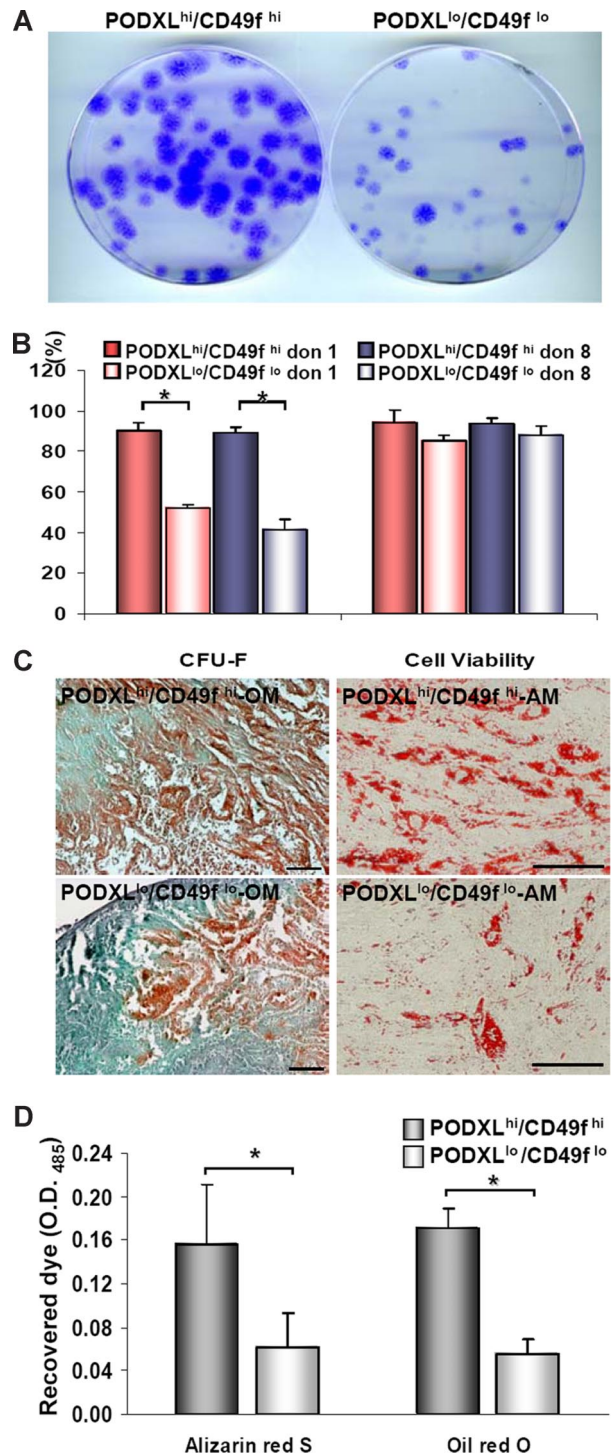 A
PODXLhi/CD49f hi PODXLlo/CD49f lo
B
(%)
PODXLhi/CD49f hi don 1 PODXLhi/CD49f hi don 8
PODXLlo/CD49f lo don 1 PODXLlo/CD49f lo don 8
120
100
80
60
40
20
0
* *
C
CFU-F Cell Viability
PODXLhi/CD49f hi-OM PODXLhi/CD49f hi-AM
PODXLlo/CD49f lo-OM PODXLlo/CD49f lo-AM
D
PODXLhi/CD49f hi
PODXLlo/CD49f lo
Recovered dye (O.D. 485)
0.24
0.20
0.16
0.12
0.08
0.04
0.00
* *
Alizarin red S Oil red O